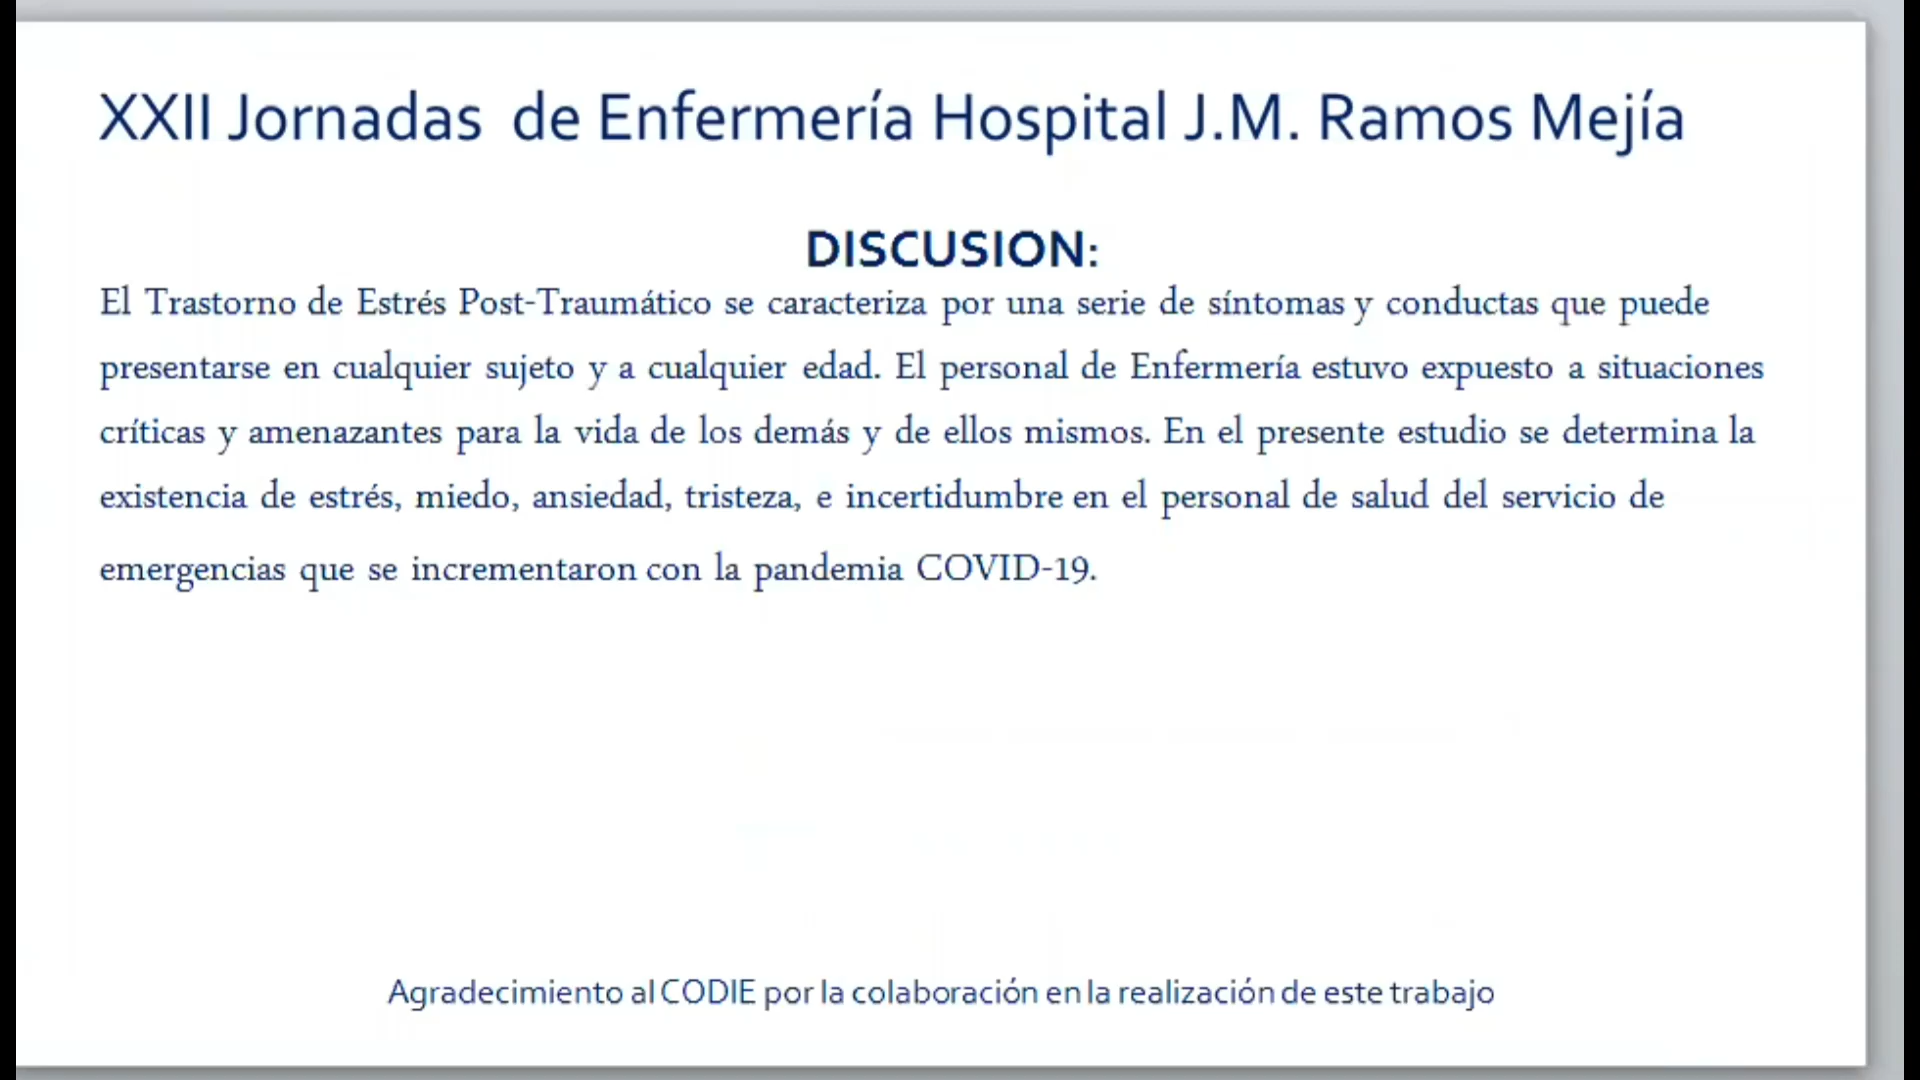 XXII Jornadas de Enfermería Hospital J.M. Ramos Mejía
DISCUSION:
El Trastorno de Estrés Post-Traumático se caracteriza por una serie de síntomas y conductas que puede
presentarse en cualquier sujeto y a cualquier edad. El personal de Enfermería estuvo expuesto a situaciones
críticas y amenazantes para la vida de los demás y de ellos mismos. En el presente estudio se determina la
existencia de estrés, miedo, ansiedad, tristeza, e incertidumbre en el personal de salud del servicio de
emergencias que se incrementaron con la pandemia COVID-19.
Agradecimiento al CODIE por la colaboración en la realización de este trabajo